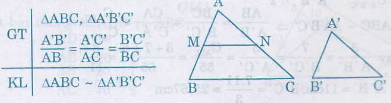 GT
ΔABC, ΔA'B'C'
A'B'/AB = A'C'/AC = B'C'/BC
KL
ΔABC ~ ΔA'B'C'
A
M
N
B
C
A'
B'
C'